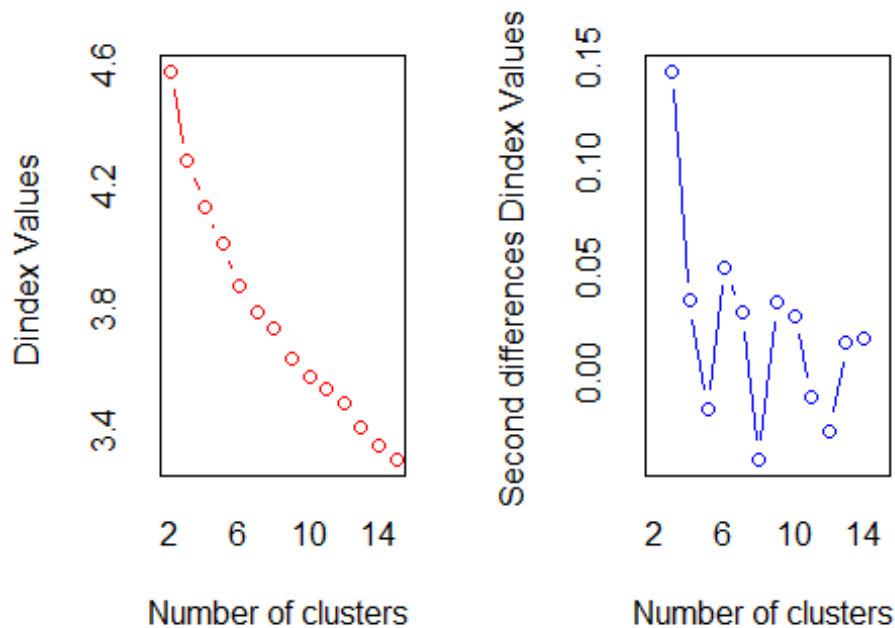 Dindex Values
4.6
4.2
3.8
3.4
2 6 10 14
Number of clusters
Second differences Dindex Values
0.15
0.10
0.05
0.00
2 6 10 14
Number of clusters